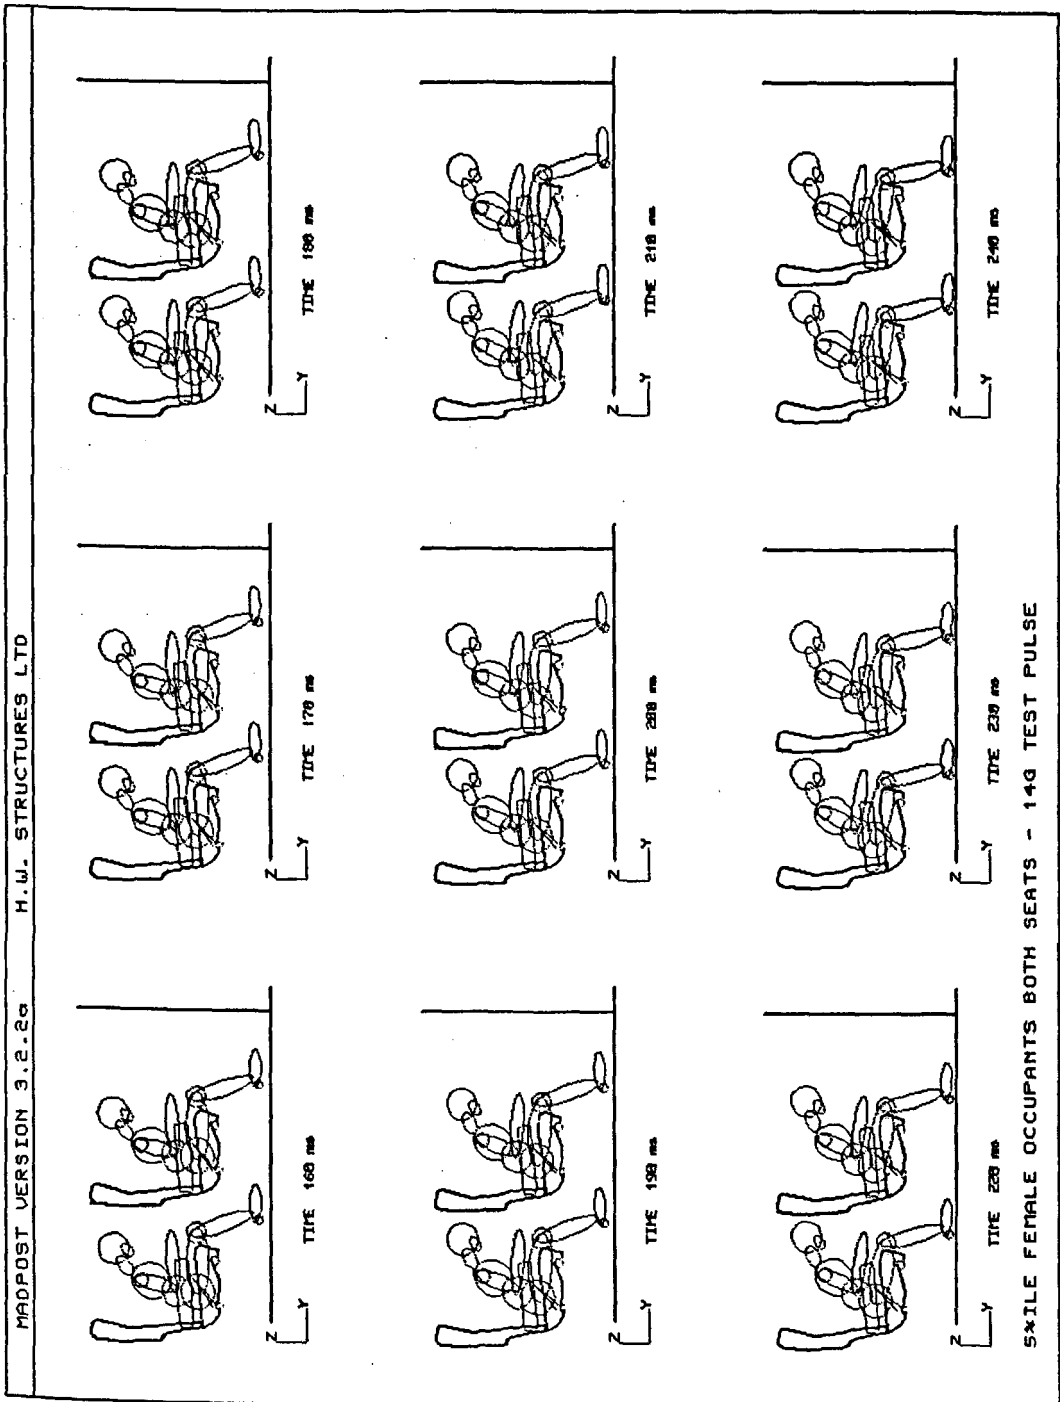 MADPOST VERSION 3.2.2a H.W. STRUCTURES LTD
Z
Y
TIME 160 ms
Z
Y
TIME 170 ms
Z
Y
TIME 180 ms
Z
Y
TIME 190 ms
Z
Y
TIME 200 ms
Z
Y
TIME 210 ms
Z
Y
TIME 220 ms
Z
Y
TIME 230 ms
Z
Y
TIME 240 ms
5%ILE FEMALE OCCUPANTS BOTH SEATS - 14G TEST PULSE